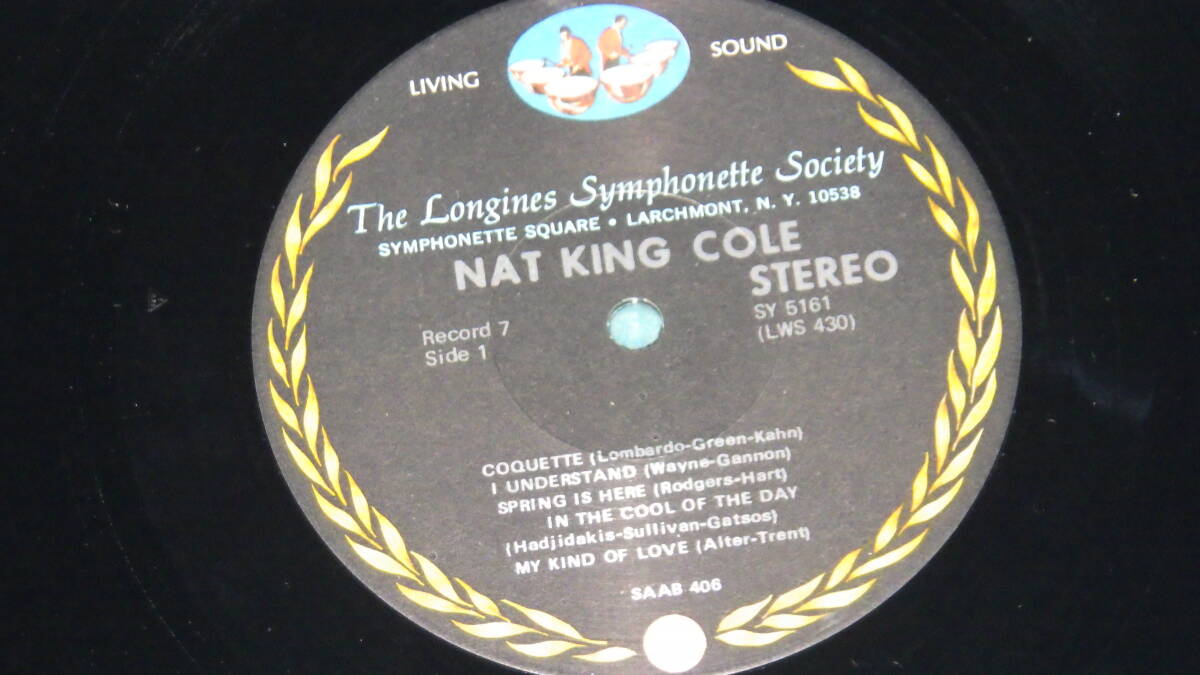 LIVING SOUND
The Longines Symphonette Society
SYMPHONETTE SQUARE • LARCHMONT, N. Y. 10538
NAT KING COLE
STEREO
SY 5161
(LWS 430)
Record 7
Side 1
COQUETTE (Lombardo-Green-Kahn)
I UNDERSTAND (Wayne-Gannon)
SPRING IS HERE (Rodgers-Hart)
IN THE COOL OF THE DAY
(Hadjidakis-Sullivan-Gatsos)
MY KIND OF LOVE (Alter-Trent)
SAAB 406